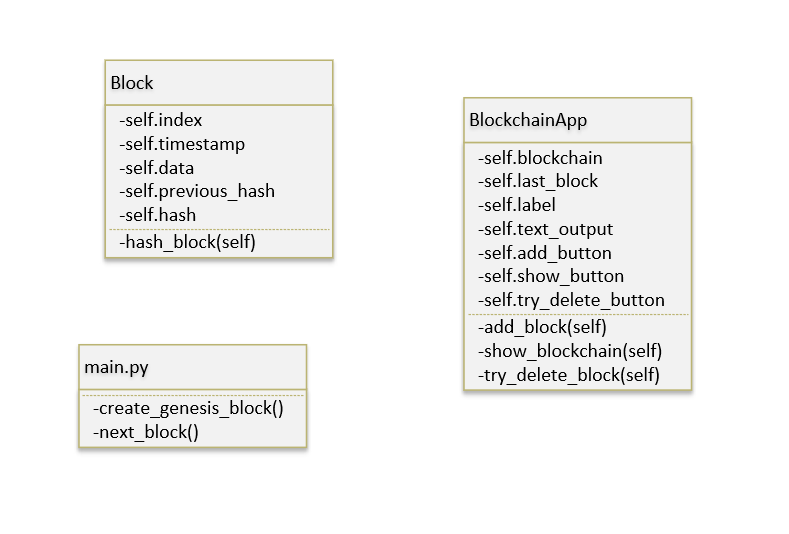 Block
-self.index
-self.timestamp
-self.data
-self.previous_hash
-self.hash
-hash_block(self)
BlockchainApp
-self.blockchain
-self.last_block
-self.label
-self.text_output
-self.add_button
-self.show_button
-self.try_delete_button
-add_block(self)
-show_blockchain(self)
-try_delete_block(self)
main.py
-create_genesis_block()
-next_block()